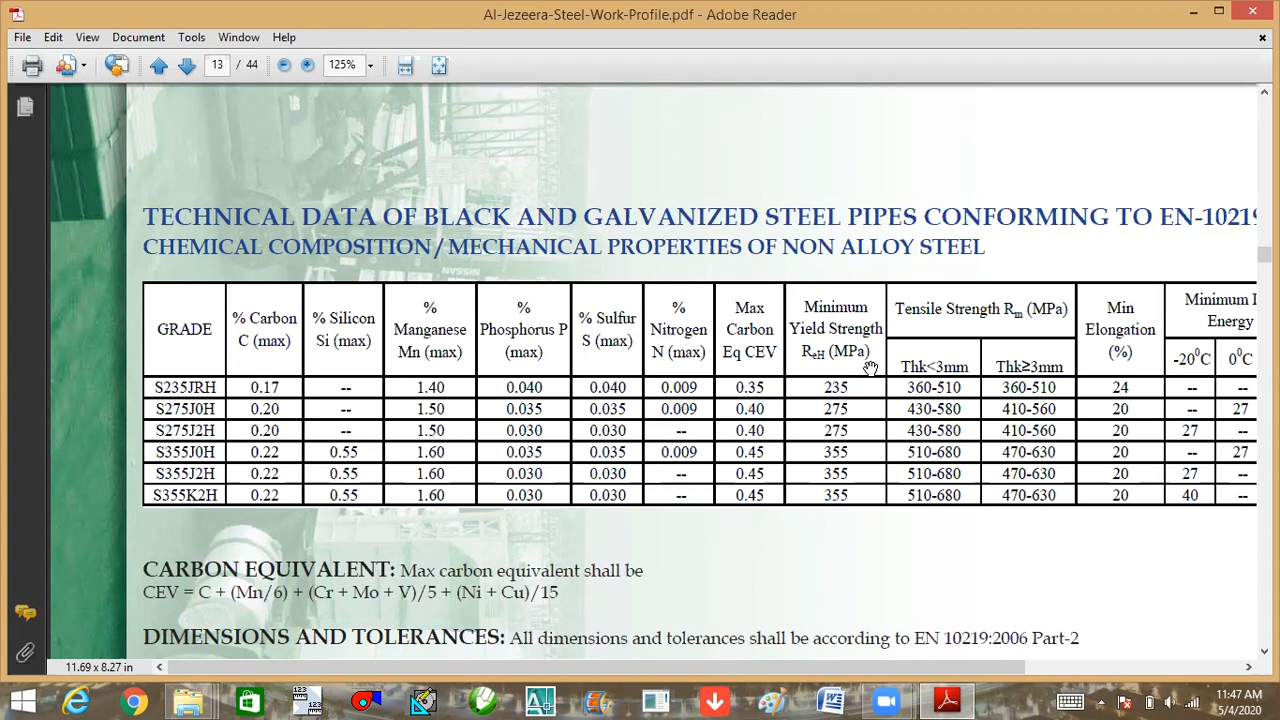 Al-Jezeera-Steel-Work-Profile.pdf - Adobe Reader
File Edit View Document Tools Window Help
13 / 44 125%
TECHNICAL DATA OF BLACK AND GALVANIZED STEEL PIPES CONFORMING TO EN-10219
CHEMICAL COMPOSITION / MECHANICAL PROPERTIES OF NON ALLOY STEEL
GRADE % Carbon C (max) % Silicon Si (max) % Manganese Mn (max) % Phosphorus P (max) % Sulfur S (max) % Nitrogen N (max) Max Carbon Eq CEV Minimum Yield Strength ReH (MPa) Tensile Strength Rm (MPa) Min Elongation (%) Minimum Energy
Thk<3mm Thk≥3mm -20⁰C 0⁰C
S235JRH 0.17 -- 1.40 0.040 0.040 0.009 0.35 235 360-510 360-510 24 -- --
S275J0H 0.20 -- 1.50 0.035 0.035 0.009 0.40 275 430-580 410-560 20 -- 27
S275J2H 0.20 -- 1.50 0.030 0.030 -- 0.40 275 430-580 410-560 20 27 --
S355J0H 0.22 0.55 1.60 0.035 0.035 0.009 0.45 355 510-680 470-630 20 -- 27
S355J2H 0.22 0.55 1.60 0.030 0.030 -- 0.45 355 510-680 470-630 20 27 --
S355K2H 0.22 0.55 1.60 0.030 0.030 -- 0.45 355 510-680 470-630 20 40 --
CARBON EQUIVALENT: Max carbon equivalent shall be
CEV = C + (Mn/6) + (Cr + Mo + V)/5 + (Ni + Cu)/15
DIMENSIONS AND TOLERANCES: All dimensions and tolerances shall be according to EN 10219:2006 Part-2
11.69 x 8.27 in
11:47 AM
5/4/2020